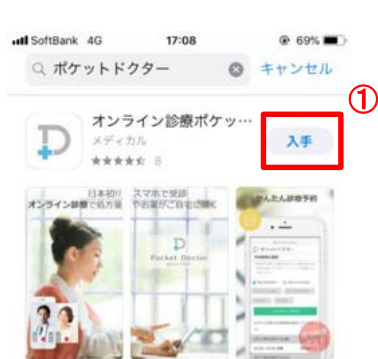 SoftBank 4G 17:08 69%
ポケットドクター キャンセル
①
オンライン診療ポケッ…
メディカル
入手
8
日本初!!
オンライン診療で処方箋
スマホで受診
やお薬がご自宅に届く
かんたん診療予約
Pocket Doctor